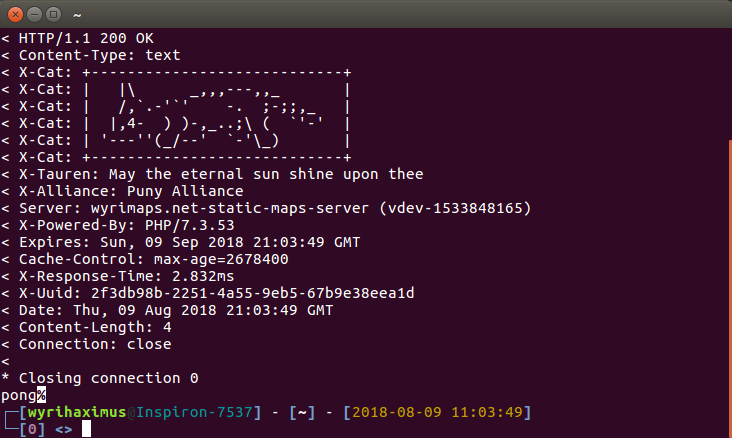 ~
< HTTP/1.1 200 OK
< Content-Type: text
< X-Cat: +----------------------------+
< X-Cat: |   |\      _,,,---,,_       |
< X-Cat: |   /,`.-'`'    -.  ;-;;,_   |
< X-Cat: |  |,4-  ) )-,_..;\ (  `'-'  |
< X-Cat: | '---''(_/--'  `-'\_)       |
< X-Cat: +----------------------------+
< X-Tauren: May the eternal sun shine upon thee
< X-Alliance: Puny Alliance
< Server: wyrimaps.net-static-maps-server (vdev-1533848165)
< X-Powered-By: PHP/7.3.53
< Expires: Sun, 09 Sep 2018 21:03:49 GMT
< Cache-Control: max-age=2678400
< X-Response-Time: 2.832ms
< X-Uuid: 2f3db98b-2251-4a55-9eb5-67b9e38eea1d
< Date: Thu, 09 Aug 2018 21:03:49 GMT
< Content-Length: 4
< Connection: close
<
* Closing connection 0
pong%
┌─[wyrihaximus@Inspiron-7537] - [~] - [2018-08-09 11:03:49]
└─[0] <>